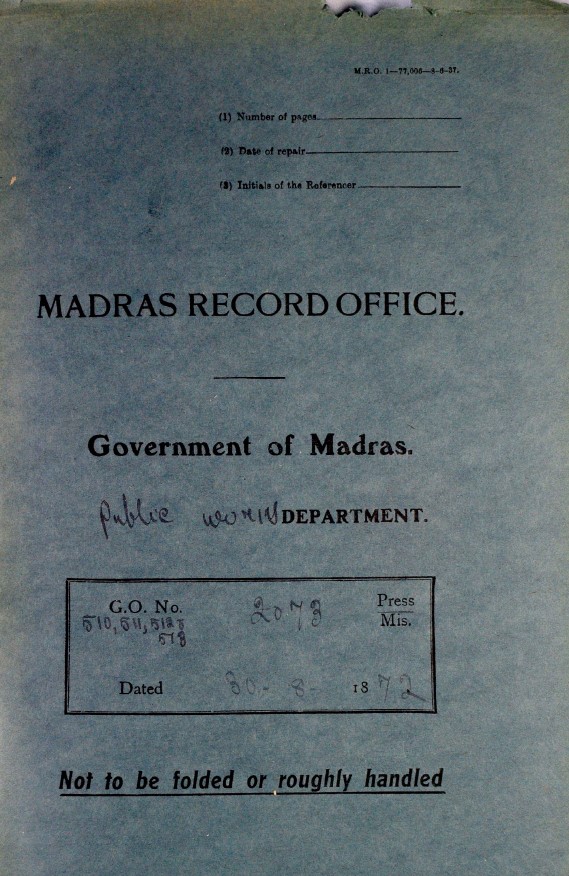 M.R.O. 1—77,000—8-6-37.
(1) Number of pages
(2) Date of repair
(3) Initials of the Referencer
MADRAS RECORD OFFICE.
Government of Madras.
Public works DEPARTMENT.
G.O. No. 2073 Press
Mis.
510, 511, 512 &
513
Dated 30-8-1872
Not to be folded or roughly handled